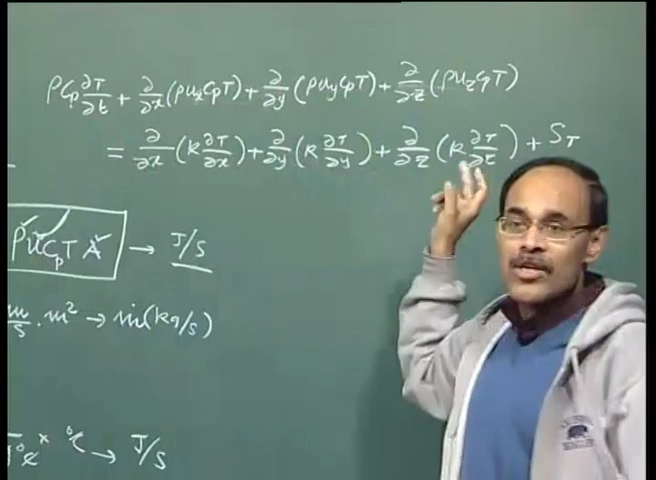 ρCp ∂T/∂t + ∂/∂x (ρuxCpT) + ∂/∂y (ρuyCpT) + ∂/∂z (ρuzCpT)
= ∂/∂x (k ∂T/∂x) + ∂/∂y (k ∂T/∂y) + ∂/∂z (k ∂T/∂t) + ST
ρuCpTA → J/s
m/s · m² → ṁ(kg/s)
°C → J/s